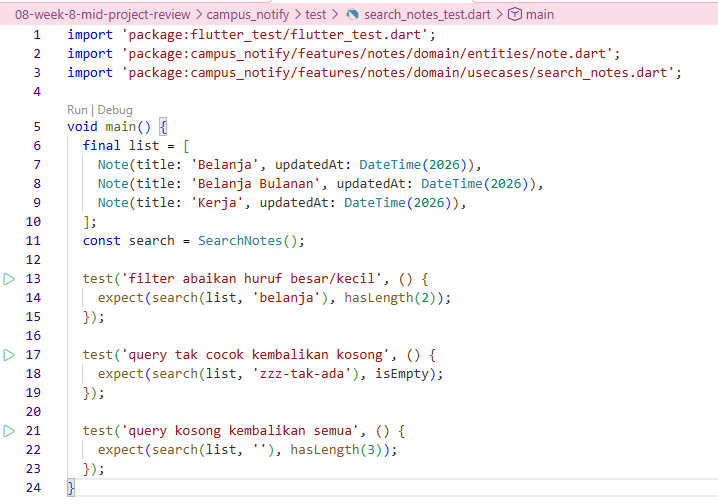 08-week-8-mid-project-review > campus_notify > test > search_notes_test.dart > main
1 import 'package:flutter_test/flutter_test.dart';
2 import 'package:campus_notify/features/notes/domain/entities/note.dart';
3 import 'package:campus_notify/features/notes/domain/usecases/search_notes.dart';
4
Run | Debug
5 void main() {
6   final list = [
7     Note(title: 'Belanja', updatedAt: DateTime(2026)),
8     Note(title: 'Belanja Bulanan', updatedAt: DateTime(2026)),
9     Note(title: 'Kerja', updatedAt: DateTime(2026)),
10   ];
11   const search = SearchNotes();
12
13   test('filter abaikan huruf besar/kecil', () {
14     expect(search(list, 'belanja'), hasLength(2));
15   });
16
17   test('query tak cocok kembalikan kosong', () {
18     expect(search(list, 'zzz-tak-ada'), isEmpty);
19   });
20
21   test('query kosong kembalikan semua', () {
22     expect(search(list, ''), hasLength(3));
23   });
24 }